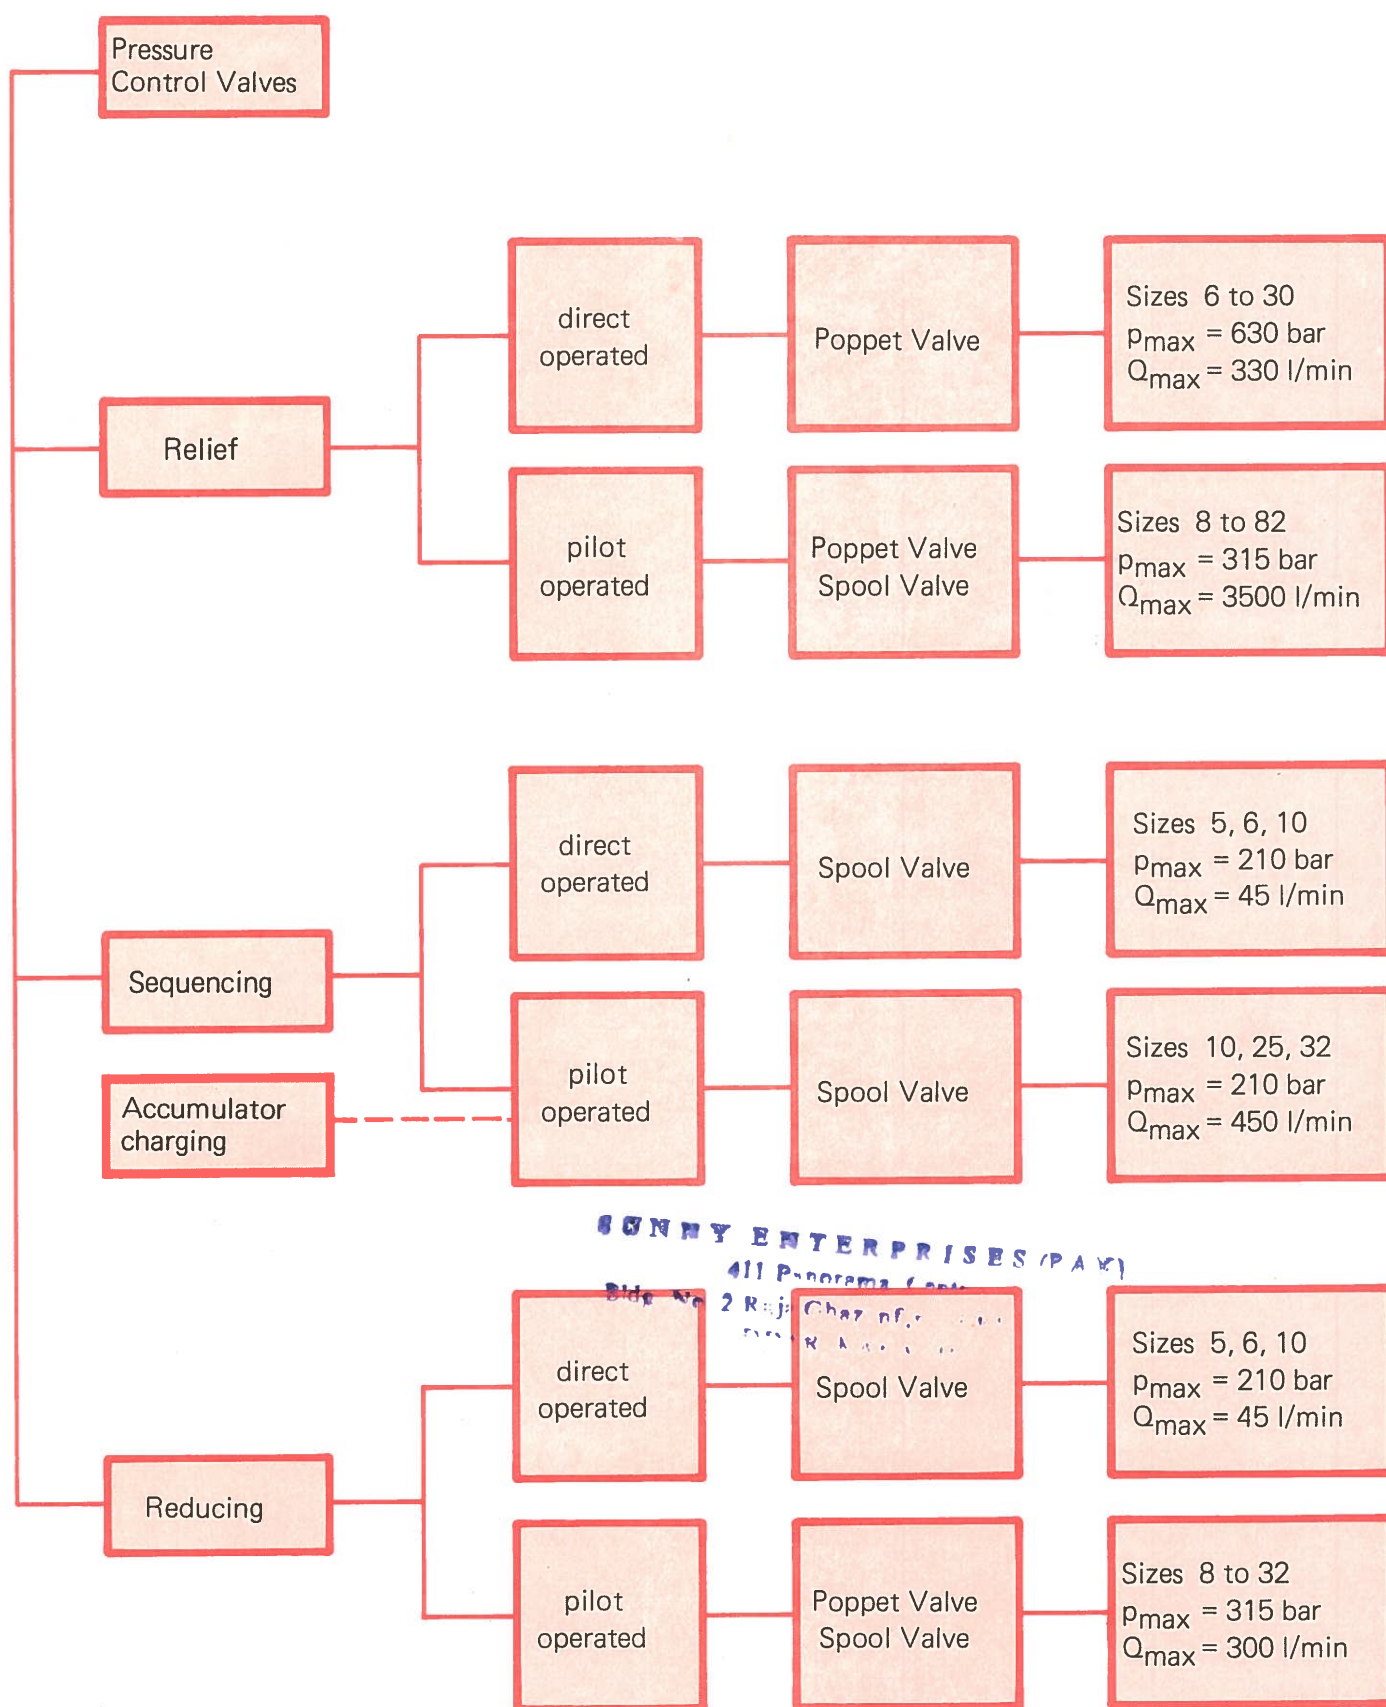 Pressure
Control Valves
direct
operated
Poppet Valve
Sizes 6 to 30
pmax = 630 bar
Qmax = 330 l/min
Relief
pilot
operated
Poppet Valve
Spool Valve
Sizes 8 to 82
pmax = 315 bar
Qmax = 3500 l/min
direct
operated
Spool Valve
Sizes 5, 6, 10
pmax = 210 bar
Qmax = 45 l/min
Sequencing
pilot
operated
Spool Valve
Sizes 10, 25, 32
pmax = 210 bar
Qmax = 450 l/min
Accumulator
charging
SUNNY ENTERPRISES (PAK)
411 Panorama
Bldg No 2 Raja
direct
operated
Spool Valve
Sizes 5, 6, 10
pmax = 210 bar
Qmax = 45 l/min
Reducing
pilot
operated
Poppet Valve
Spool Valve
Sizes 8 to 32
pmax = 315 bar
Qmax = 300 l/min